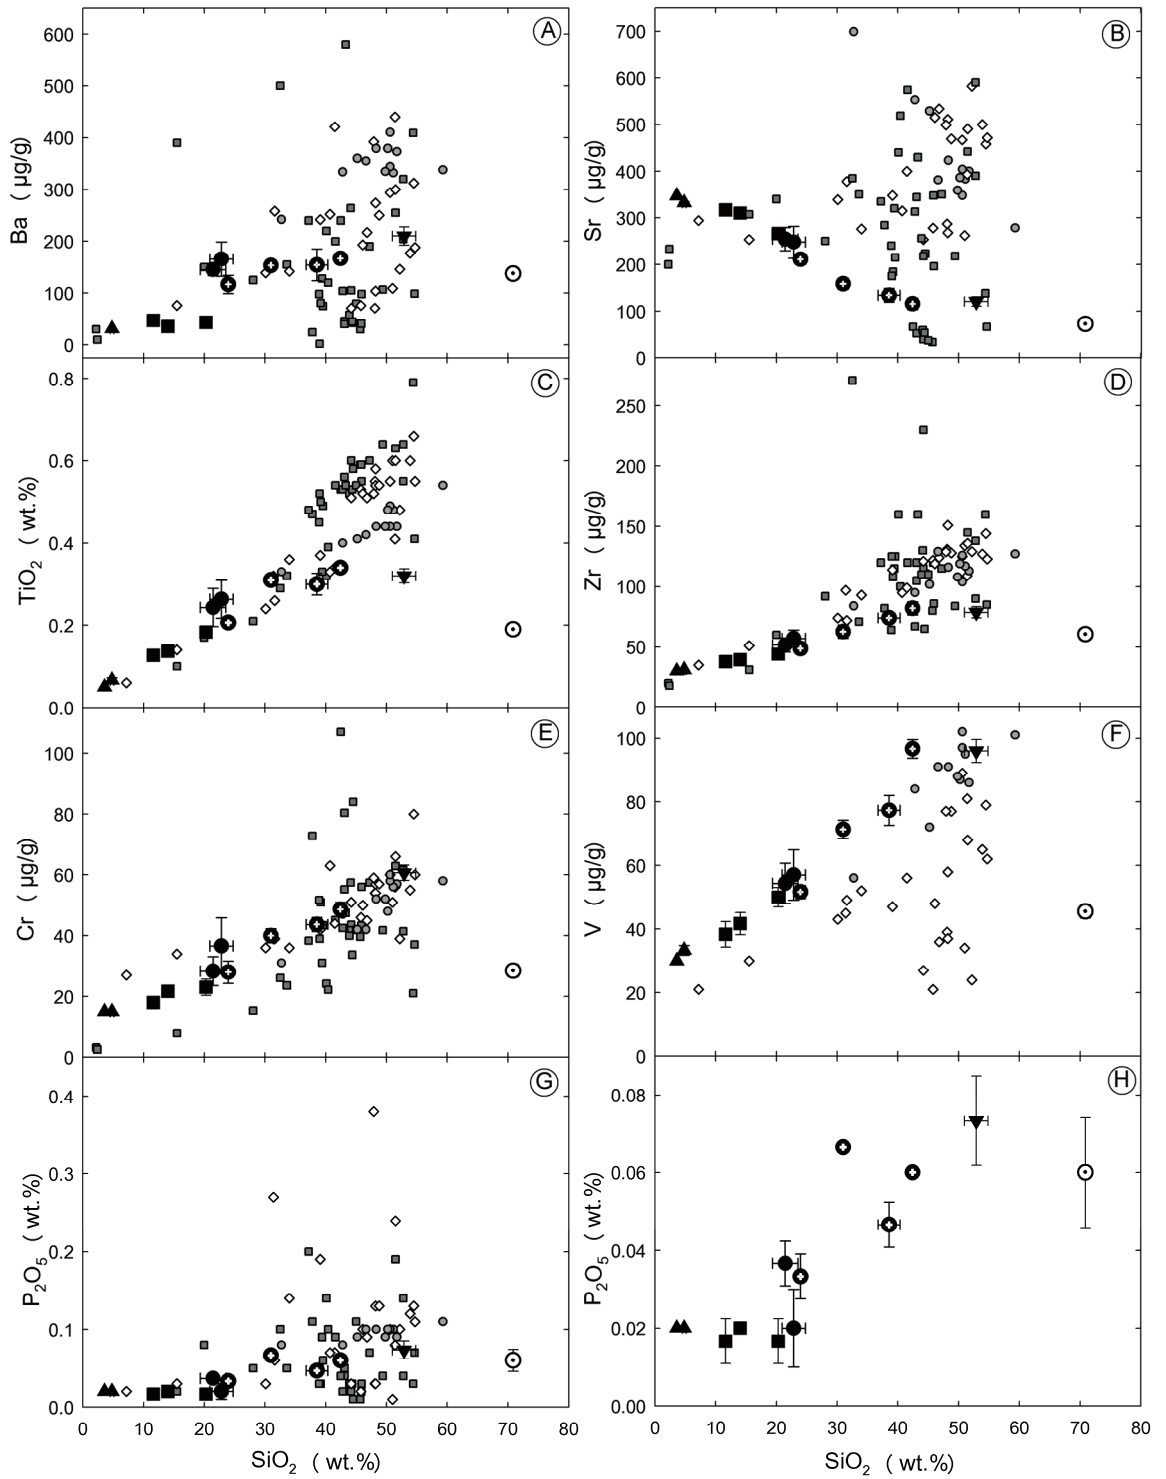 A
Ba ( µg/g)
600
500
400
300
200
100
0
B
Sr ( µg/g)
700
600
500
400
300
200
100
0
C
TiO2 ( wt.%)
0.8
0.6
0.4
0.2
0.0
D
Zr ( µg/g)
250
200
150
100
50
0
E
Cr ( µg/g)
100
80
60
40
20
0
F
V ( µg/g)
100
80
60
40
20
0
G
P2O5 ( wt.%)
0.4
0.3
0.2
0.1
0.0
0 10 20 30 40 50 60 70 80
SiO2 ( wt.%)
H
P2O5 ( wt.%)
0.08
0.06
0.04
0.02
0.00
0 10 20 30 40 50 60 70 80
SiO2 ( wt.%)